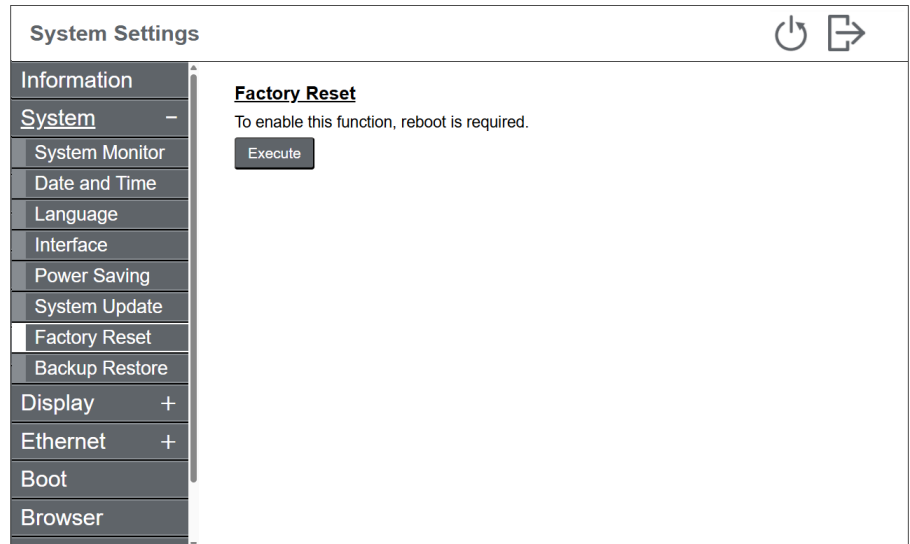 System Settings
Information
System −
System Monitor
Date and Time
Language
Interface
Power Saving
System Update
Factory Reset
Backup Restore
Display +
Ethernet +
Boot
Browser
Factory Reset
To enable this function, reboot is required.
Execute